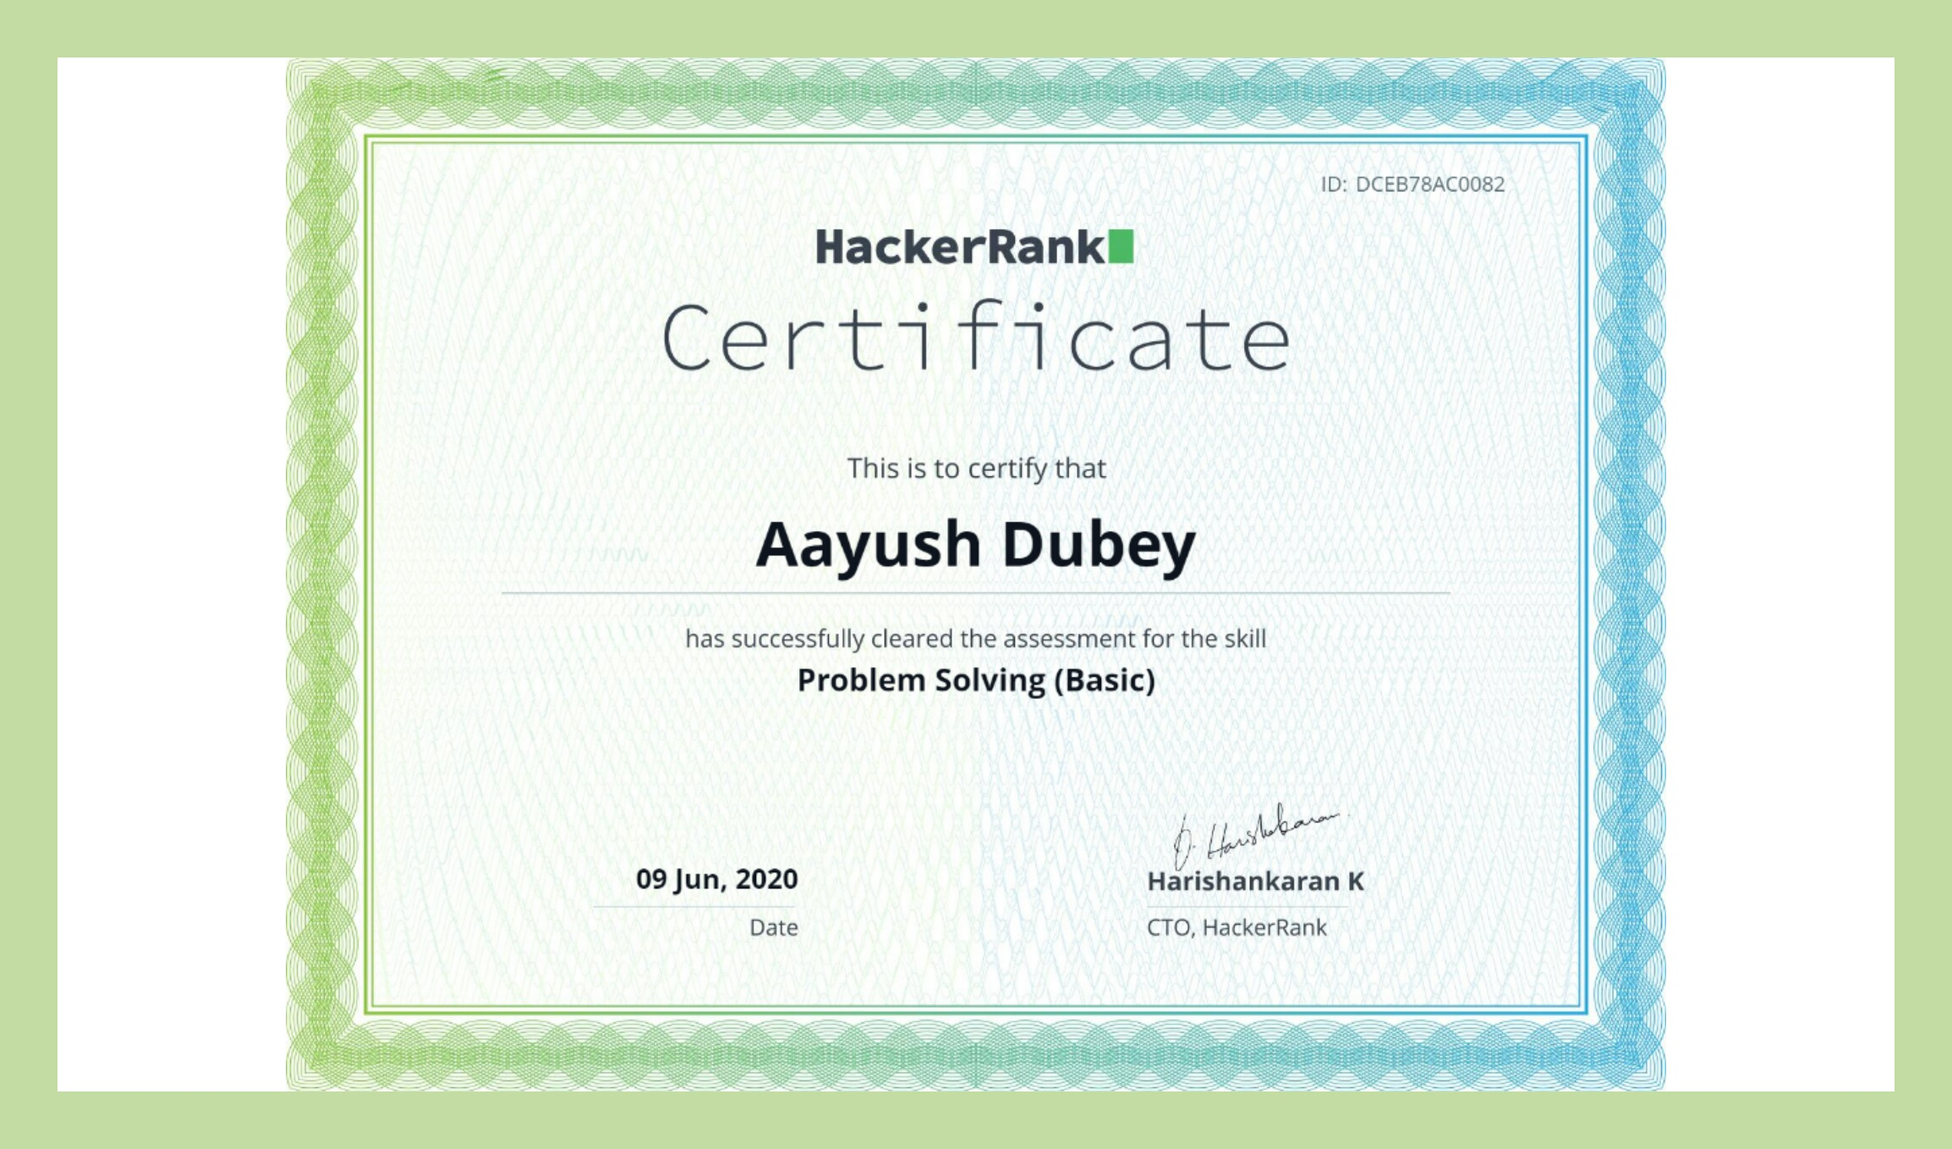 ID: DCEB78AC0082
HackerRank
Certificate
This is to certify that
Aayush Dubey
has successfully cleared the assessment for the skill
Problem Solving (Basic)
09 Jun, 2020
Date
D. Harishankaran
Harishankaran K
CTO, HackerRank